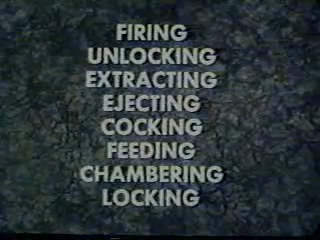 FIRING
UNLOCKING
EXTRACTING
EJECTING
COCKING
FEEDING
CHAMBERING
LOCKING